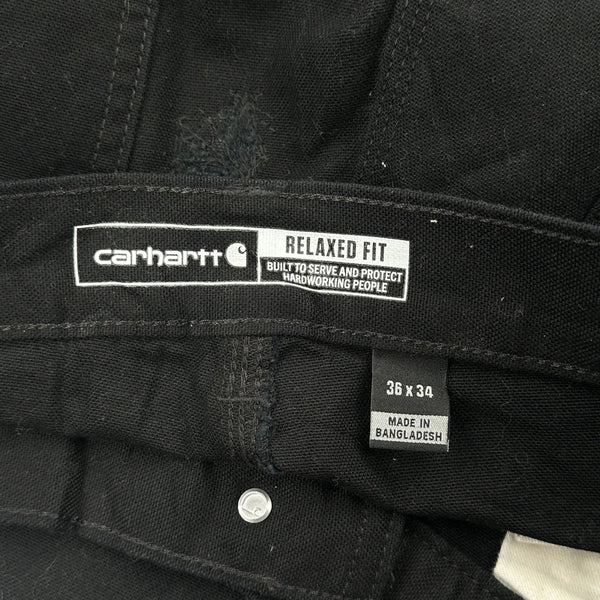 carhartt
RELAXED FIT
BUILT TO SERVE AND PROTECT
HARDWORKING PEOPLE
36 x 34
MADE IN
BANGLADESH